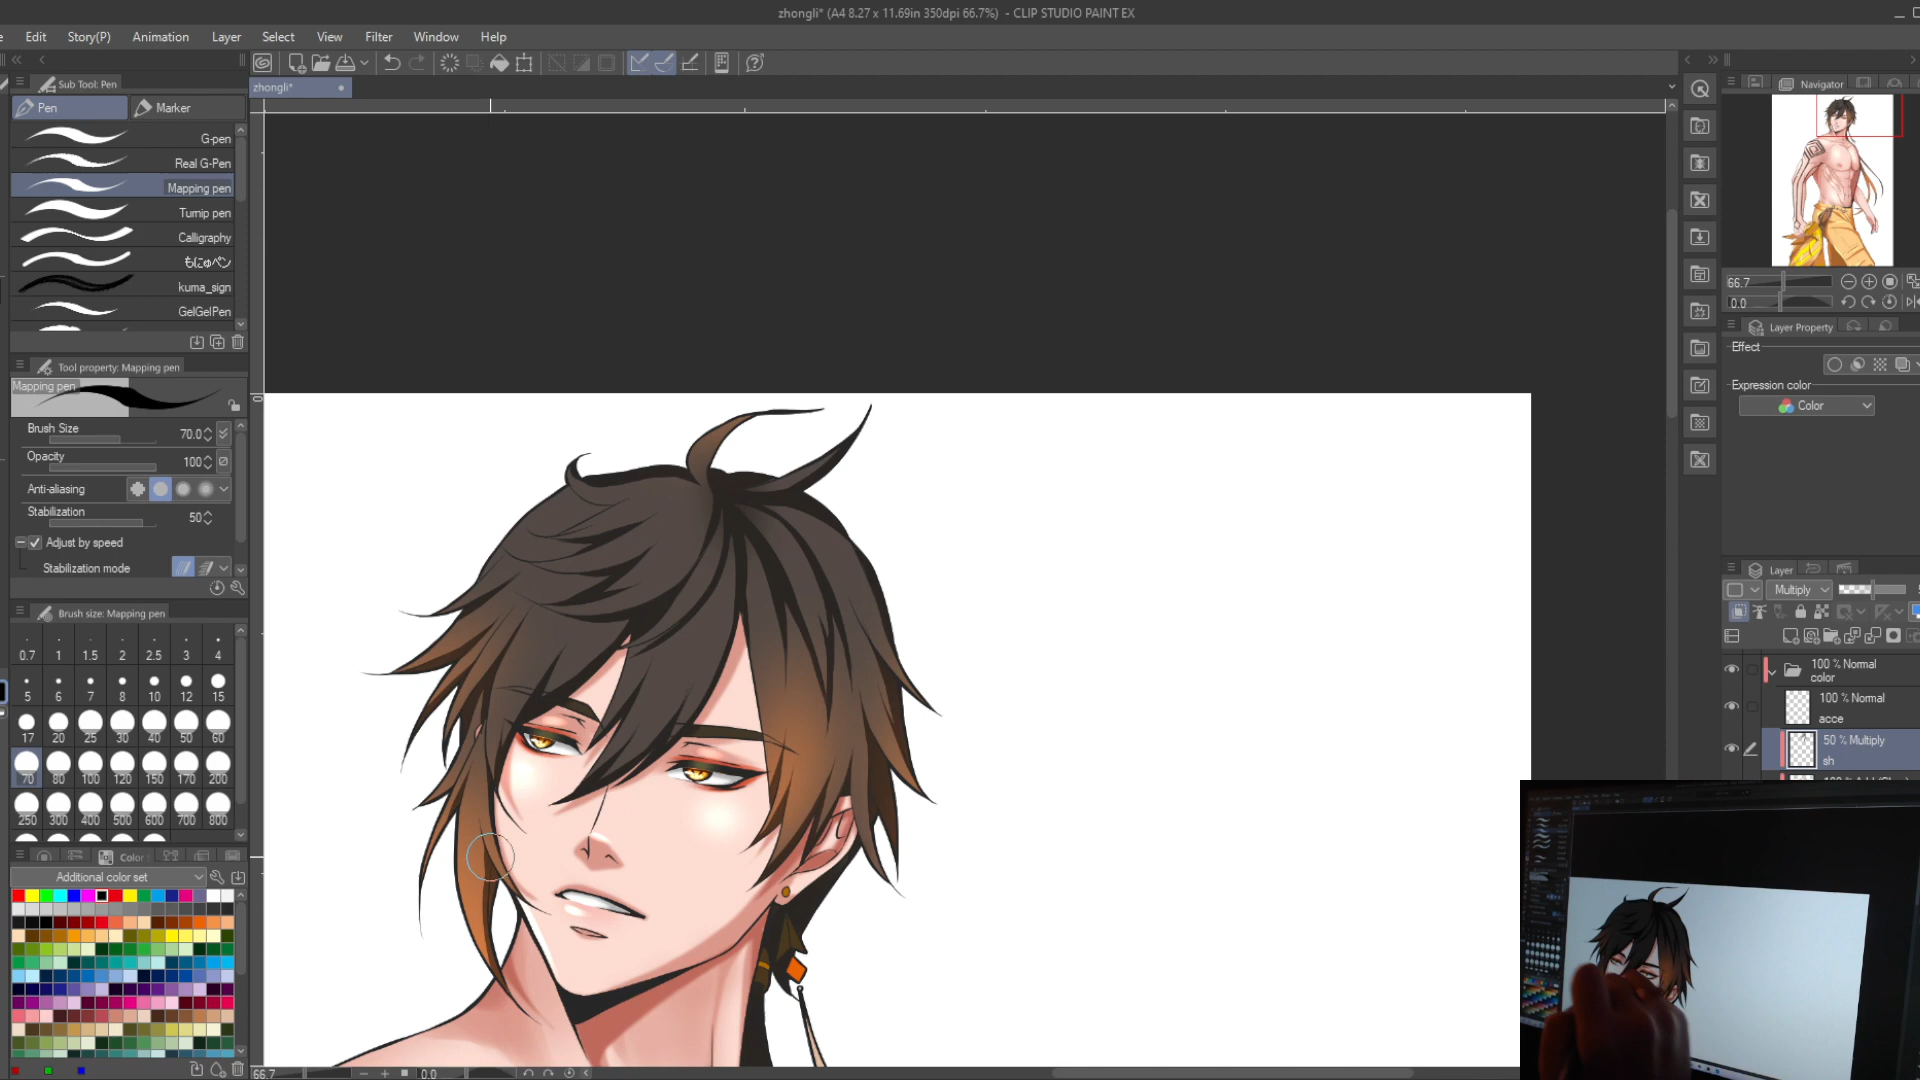 zhongli* (A4 8.27 x 11.69in 350dpi 66.7%) - CLIP STUDIO PAINT EX
Edit Story(P) Animation Layer Select View Filter Window Help
Sub Tool: Pen
zhongli*
Navigator
Pen Marker
G-pen
Real G-Pen
Mapping pen
Turnip pen
Calligraphy
もにゅペン
kuma_sign
GelGelPen
66.7
0.0
Layer Property
Effect
Expression color
Color
Tool property: Mapping pen
Mapping pen
Brush Size 70.0
Opacity 100
Anti-aliasing
Stabilization 50
Adjust by speed
Stabilization mode
Brush size: Mapping pen
0.7 1 1.5 2 2.5 3 4
5 6 7 8 10 12 15
17 20 25 30 40 50 60
70 80 100 120 150 170 200
250 300 400 500 600 700 800
Color
Additional color set
Layer
Multiply
100 % Normal
color
100 % Normal
acce
50 % Multiply
sh
66.7 0.0